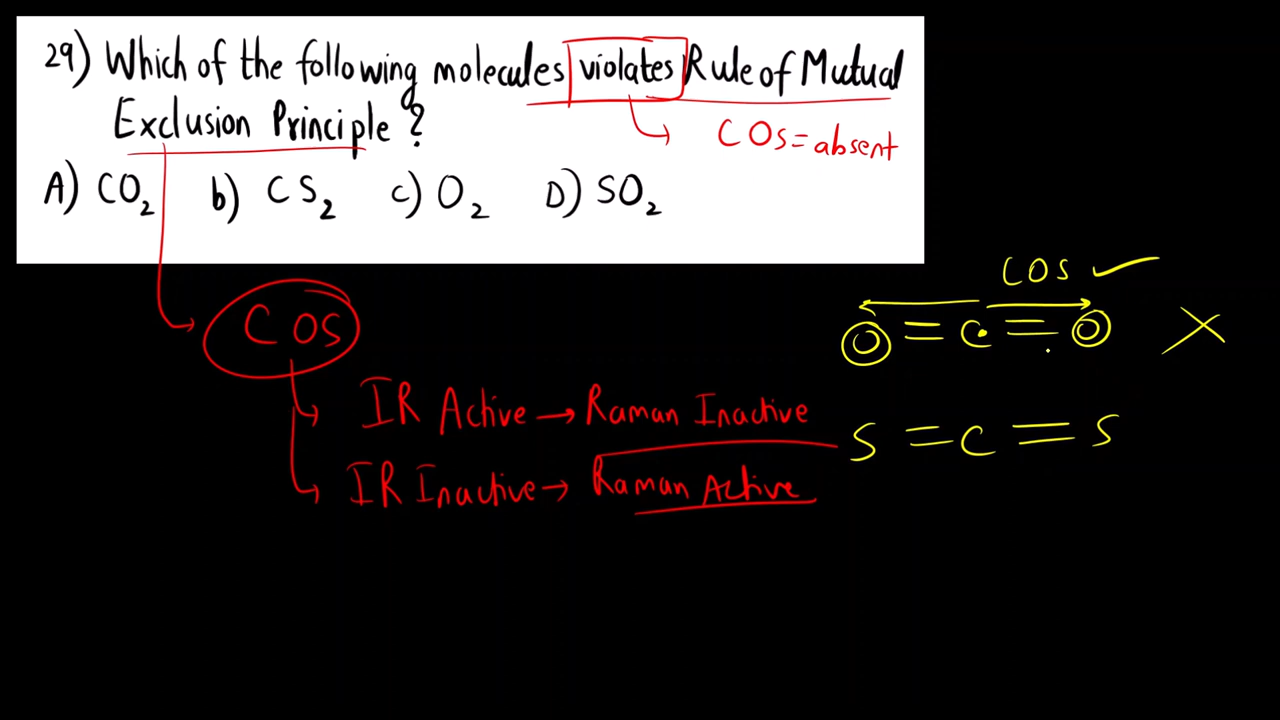 29) Which of the following molecules violates Rule of Mutual
Exclusion Principle ?
COS = absent
A) CO2 b) CS2 c) O2 D) SO2
COS ✓
O = C = O X
COS
IR Active → Raman Inactive
S = C = S
IR Inactive → Raman Active